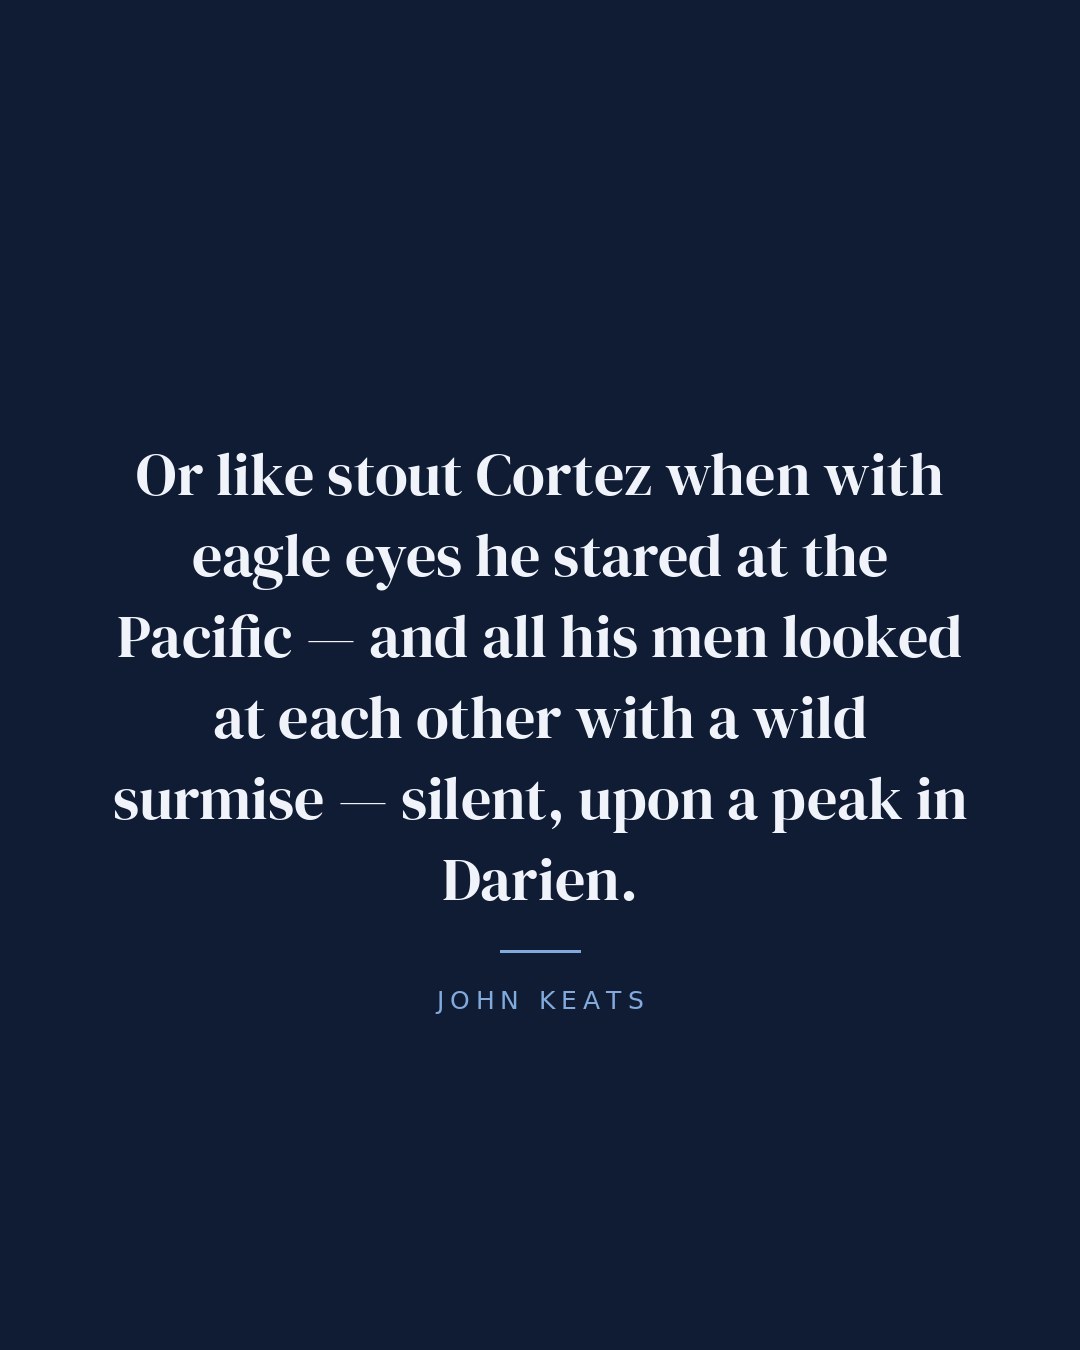 Or like stout Cortez when with
eagle eyes he stared at the
Pacific — and all his men looked
at each other with a wild
surmise — silent, upon a peak in
Darien.
JOHN KEATS